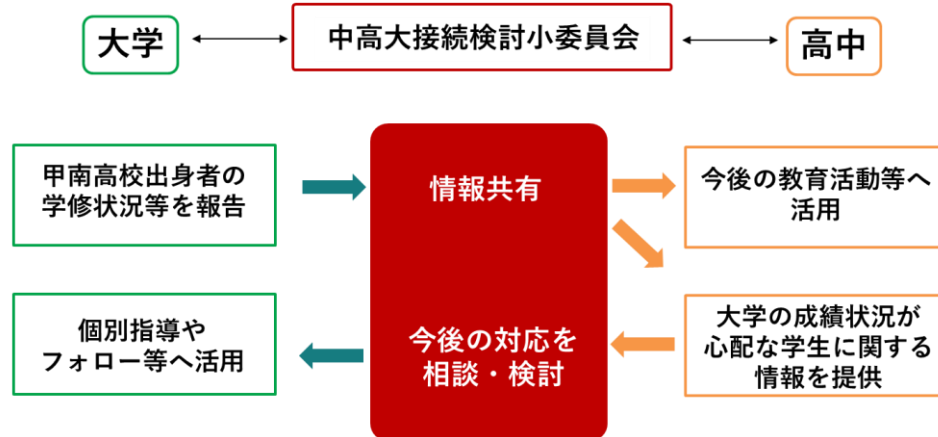 大学
中高大接続検討小委員会
高中
甲南高校出身者の
学修状況等を報告
情報共有
今後の教育活動等へ
活用
個別指導や
フォロー等へ活用
今後の対応を
相談・検討
大学の成績状況が
心配な学生に関する
情報を提供